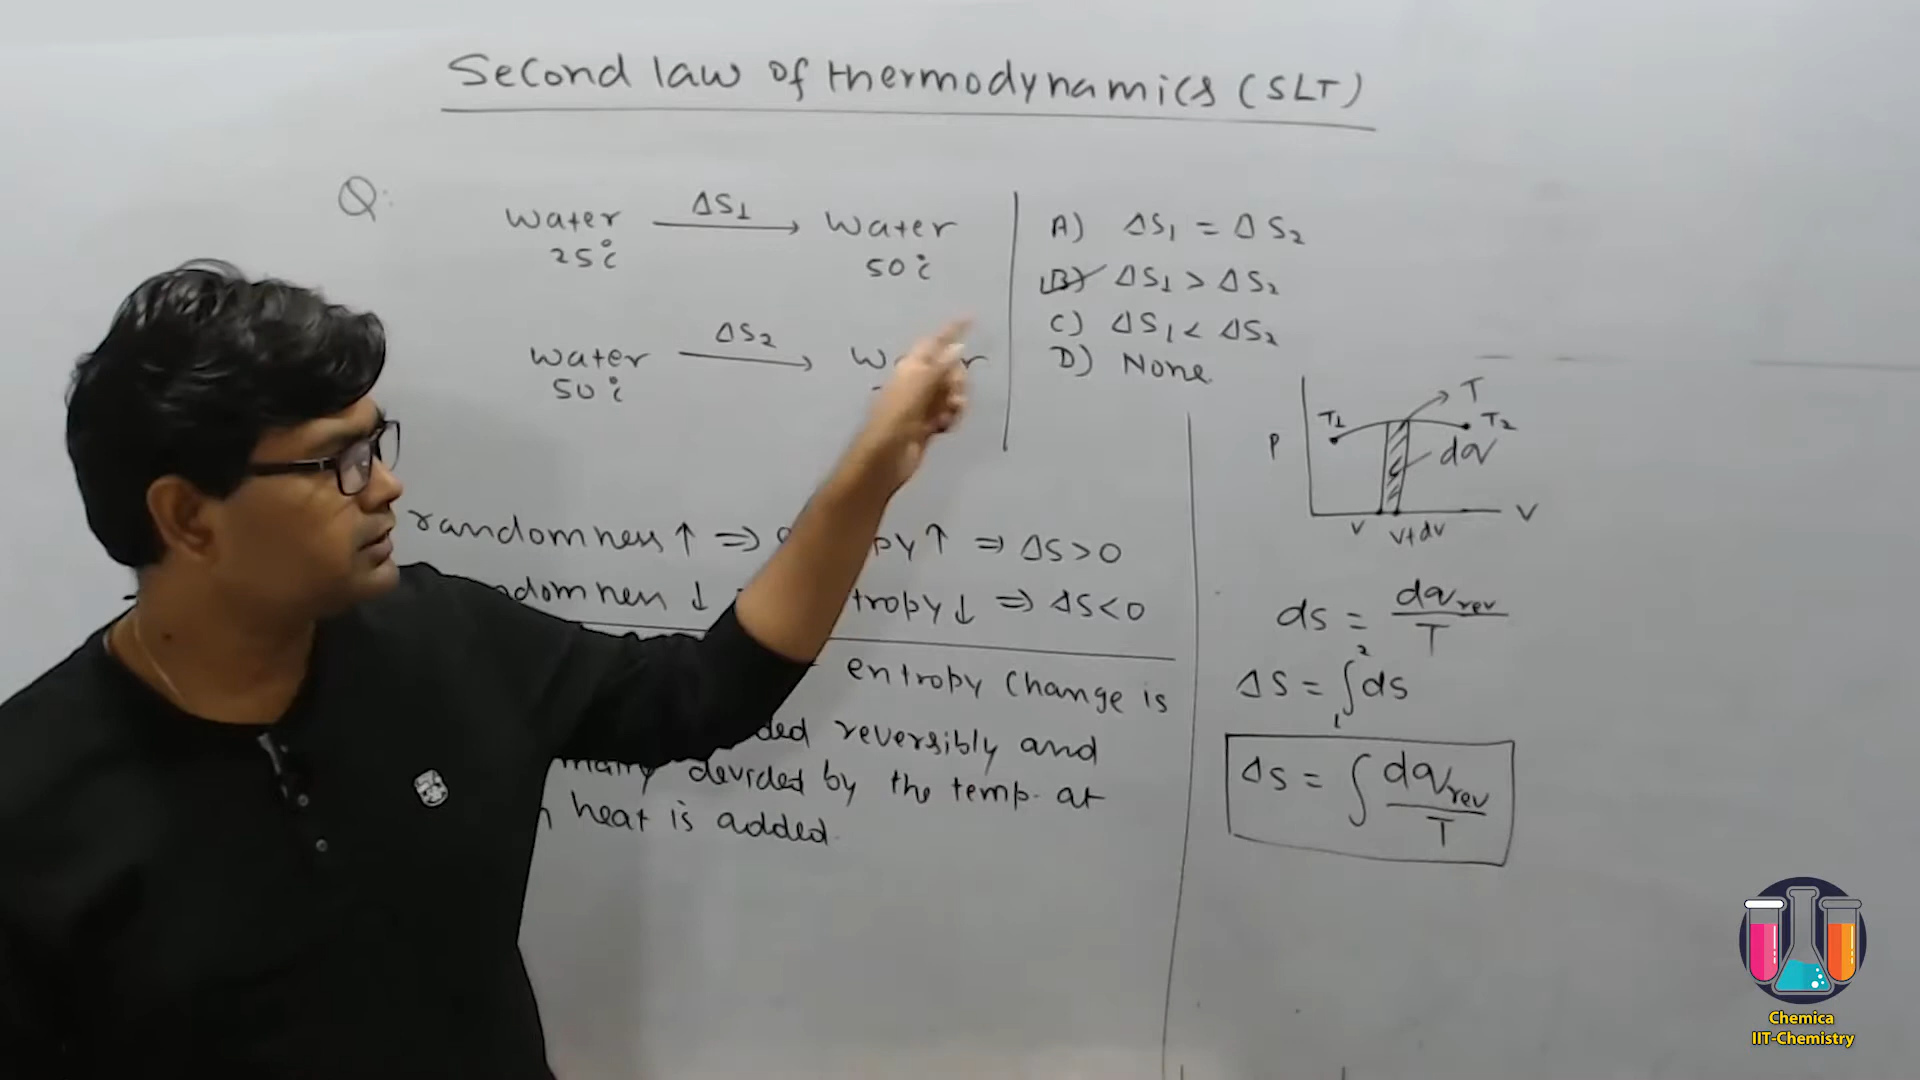 Second law of thermodynamics (SLT)
Q:
Water ΔS1 → Water
25°c 50°c
Water ΔS2 →
50°c
A) ΔS1 = ΔS2
B) ΔS1 > ΔS2
C) ΔS1 < ΔS2
D) None
randomness ↑ ⇒ ↑ ⇒ ΔS>0
↓ ↓ ⇒ ΔS<0
entropy change is
reversibly and
devided by the temp. at
heat is added.
P T1 T T2
dq
V V+dV V
ds = dqrev / T
ΔS = ∫₁² ds
ΔS = ∫ dqrev / T
Chemica
IIT-Chemistry